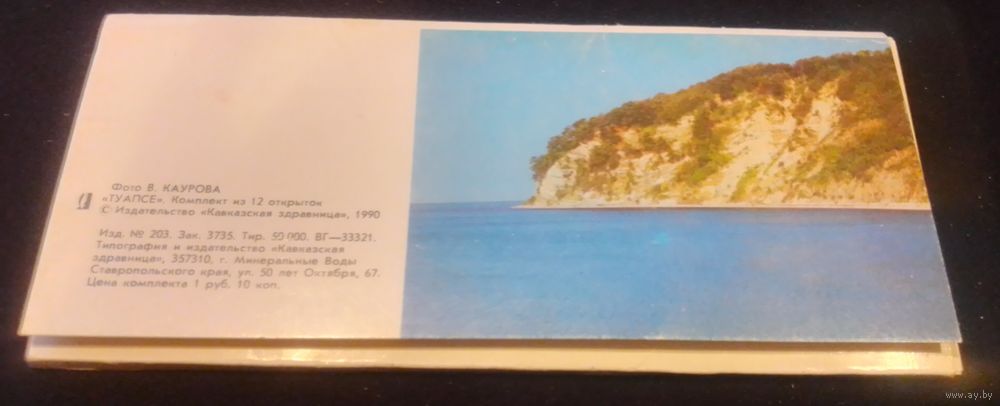 Фото В. КАУРОВА
«ТУАПСЕ». Комплект из 12 открыток
© Издательство «Кавказская здравница», 1990
Изд. № 203. Зак. 3735. Тир. 50 000. ВГ—33321.
Типография и издательство «Кавказская
здравница», 357310, г. Минеральные Воды
Ставропольского края, ул. 50 лет Октября, 67.
Цена комплекта 1 руб. 10 коп.
www.ay.by